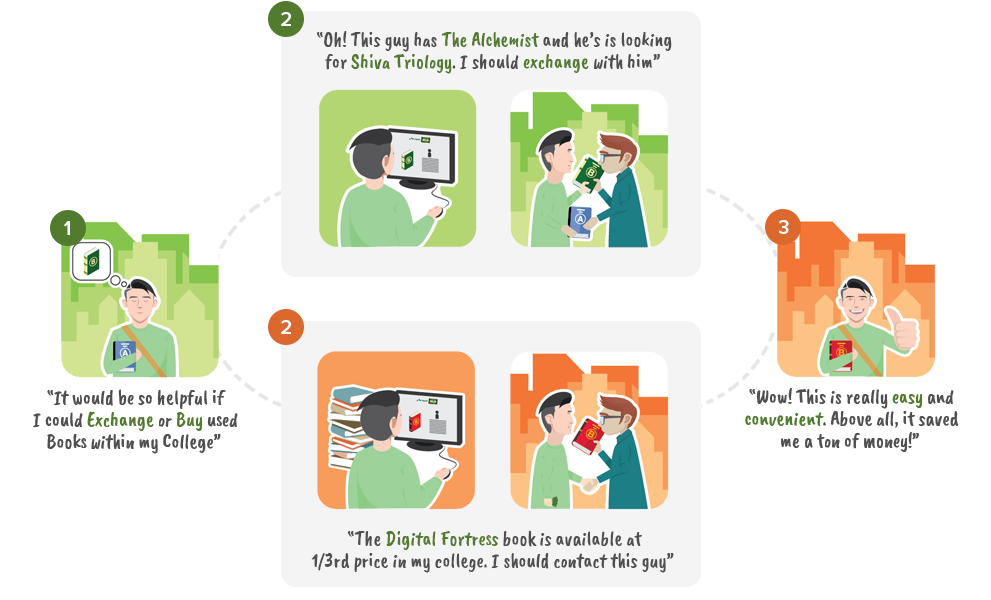 2
"Oh! This guy has The Alchemist and he's is looking
for Shiva Triology. I should exchange with him"
B
A
1
B
A
"It would be so helpful if
I could Exchange or Buy used
Books within my College"
3
B
"Wow! This is really easy and
convenient. Above all, it saved
me a ton of money!"
2
B
"The Digital Fortress book is available at
1/3rd price in my college. I should contact this guy"